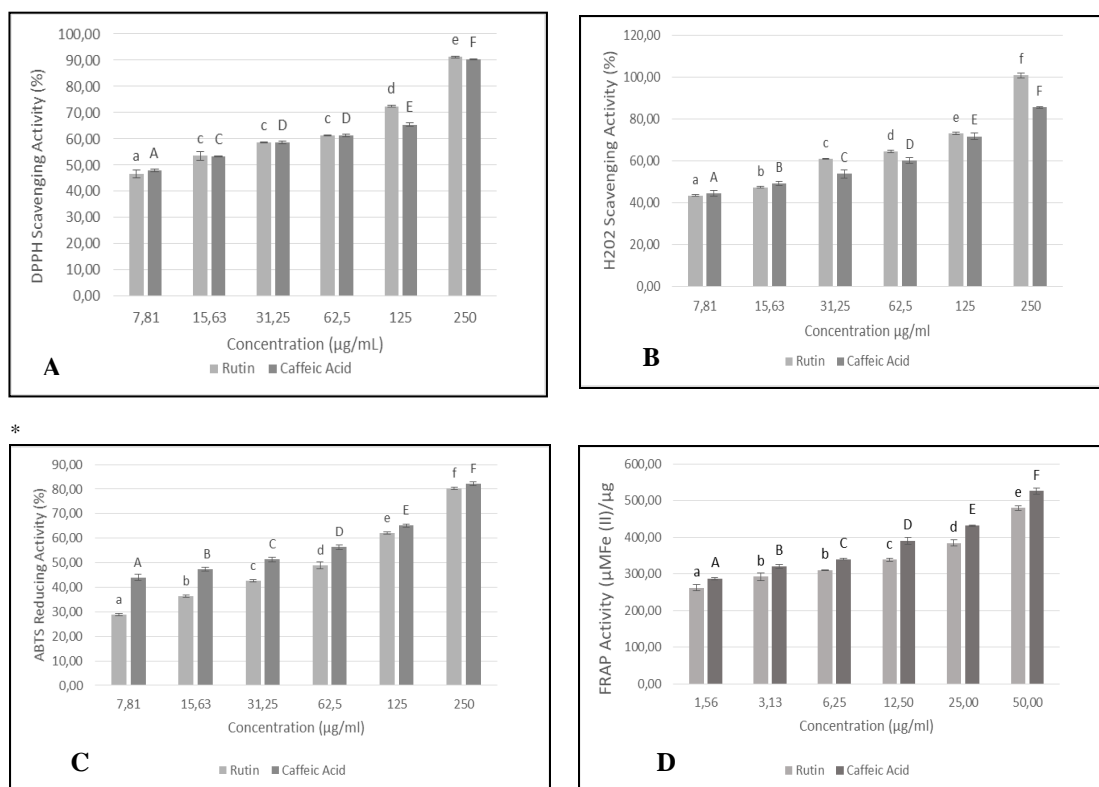 100,00
90,00
80,00
70,00
60,00
50,00
40,00
30,00
20,00
10,00
0,00
DPPH Scavenging Activity (%)
a A c C c D c D d E e F
7,81 15,63 31,25 62,5 125 250
Concentration (µg/mL)
A
Rutin Caffeic Acid
120,00
100,00
80,00
60,00
40,00
20,00
0,00
H202 Scavenging Activity (%)
a A b B c C d D e E f F
7,81 15,63 31,25 62,5 125 250
Concentration µg/ml
B
Rutin Caffeic Acid
*
90,00
80,00
70,00
60,00
50,00
40,00
30,00
20,00
10,00
0,00
ABTS Reducing Activity (%)
a A b B c C d D e E f F
7,81 15,63 31,25 62,5 125 250
Concentration (µg/ml)
C
Rutin Caffeic Acid
600,00
500,00
400,00
300,00
200,00
100,00
0,00
FRAP Activity (µMFe (II)/µg
a A b B b C c D d E e F
1,56 3,13 6,25 12,50 25,00 50,00
Concentration (µg/ml)
D
Rutin Caffeic Acid